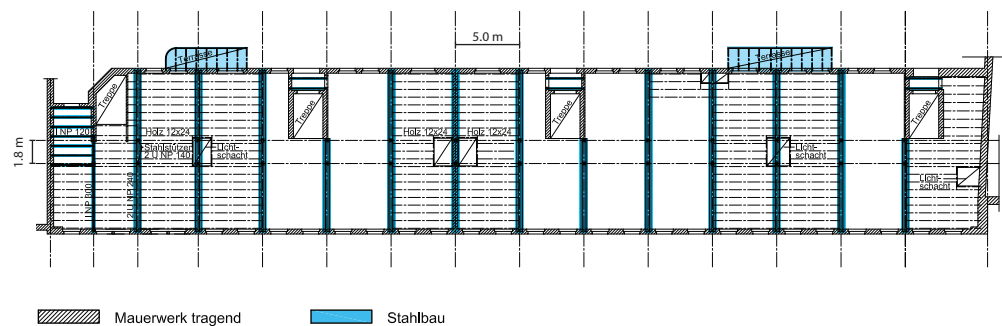 5.0 m
Terrasse
Terrasse
Treppe
Treppe
Treppe
Treppe
I NP 120
Holz 12x24
Holz 12x24
Holz 12x24
1.8 m
Stahlstützen
2 U NP 140
Licht-
schacht
Licht-
schacht
Licht-
schacht
I NP 300
2 U NP 240
Mauerwerk tragend
Stahlbau